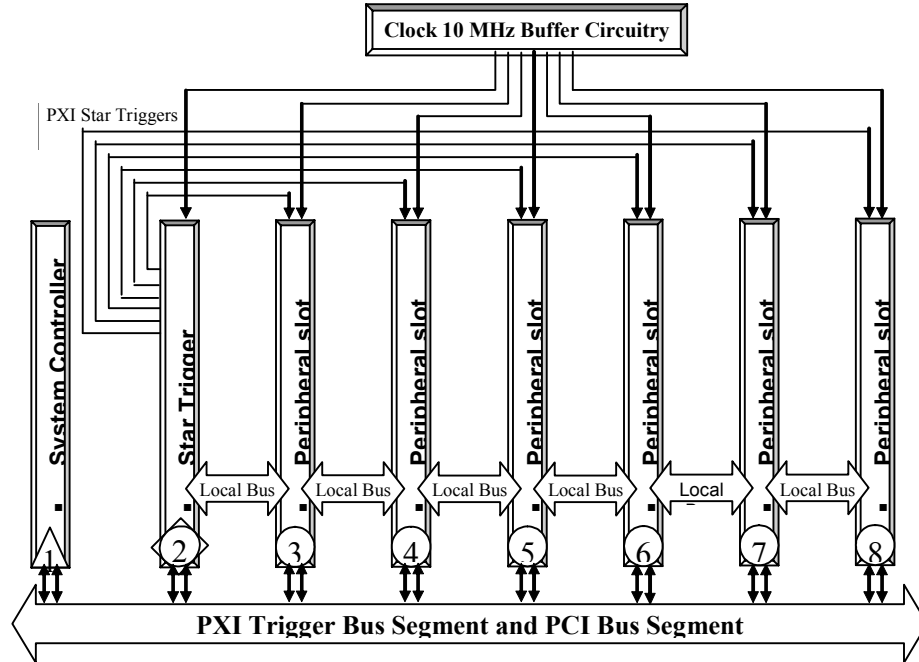 Clock 10 MHz Buffer Circuitry
PXI Star Triggers
System Controller
Star Trigger
Peripheral slot
Peripheral slot
Peripheral slot
Peripheral slot
Peripheral slot
Peripheral slot
Local Bus
Local Bus
Local Bus
Local Bus
Local
Local Bus
1
2
3
4
5
6
7
8
PXI Trigger Bus Segment and PCI Bus Segment